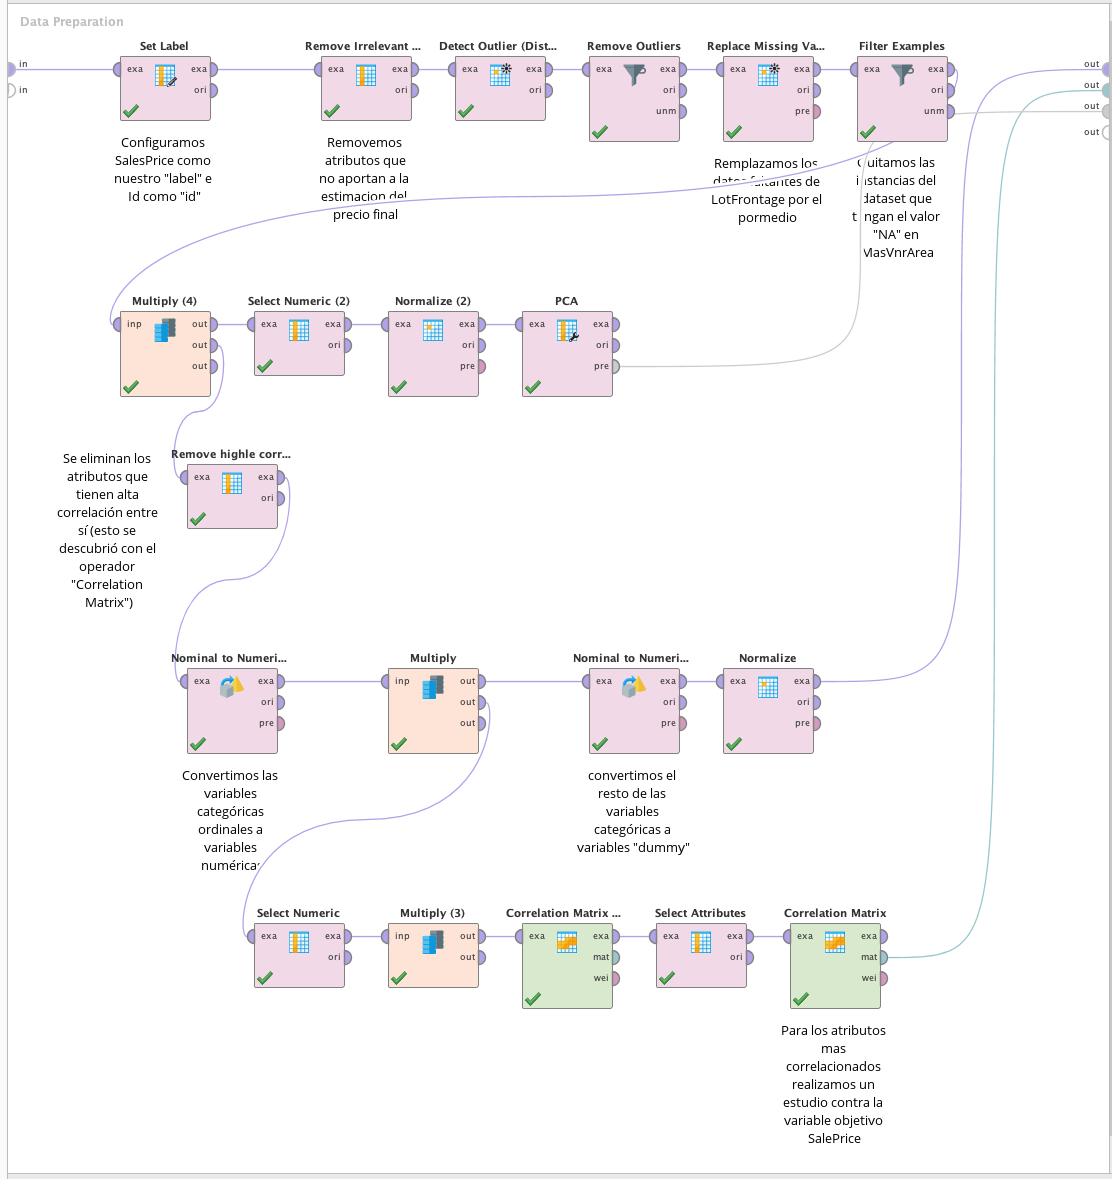 Data Preparation
in
in
Set Label
exa exa
ori
Configuramos
SalesPrice como
nuestro "label" e
Id como "id"
Remove Irrelevant ...
exa exa
ori
Removemos
atributos que
no aportan a la
estimacion del
precio final
Detect Outlier (Dist...
exa exa
ori
Remove Outliers
exa exa
ori
unm
Replace Missing Va...
exa exa
ori
pre
Remplazamos los
datos faltantes de
LotFrontage por el
pormedio
Filter Examples
exa exa
ori
unm
Quitamos las
instancias del
dataset que
tengan el valor
"NA" en
MasVnrArea
out
out
out
out
Multiply (4)
inp out
out
out
Select Numeric (2)
exa exa
ori
Normalize (2)
exa exa
ori
pre
PCA
exa exa
ori
pre
Se eliminan los
atributos que
tienen alta
correlación entre
sí (esto se
descubrió con el
operador
"Correlation
Matrix")
Remove highle corr...
exa exa
ori
Nominal to Numeri...
exa exa
ori
pre
Convertimos las
variables
categóricas
ordinales a
variables
numéricas
Multiply
inp out
out
out
Nominal to Numeri...
exa exa
ori
pre
convertimos el
resto de las
variables
categóricas a
variables "dummy"
Normalize
exa exa
ori
pre
Select Numeric
exa exa
ori
Multiply (3)
inp out
out
Correlation Matrix ...
exa exa
mat
wei
Select Attributes
exa exa
ori
Correlation Matrix
exa exa
mat
wei
Para los atributos
mas
correlacionados
realizamos un
estudio contra la
variable objetivo
SalePrice